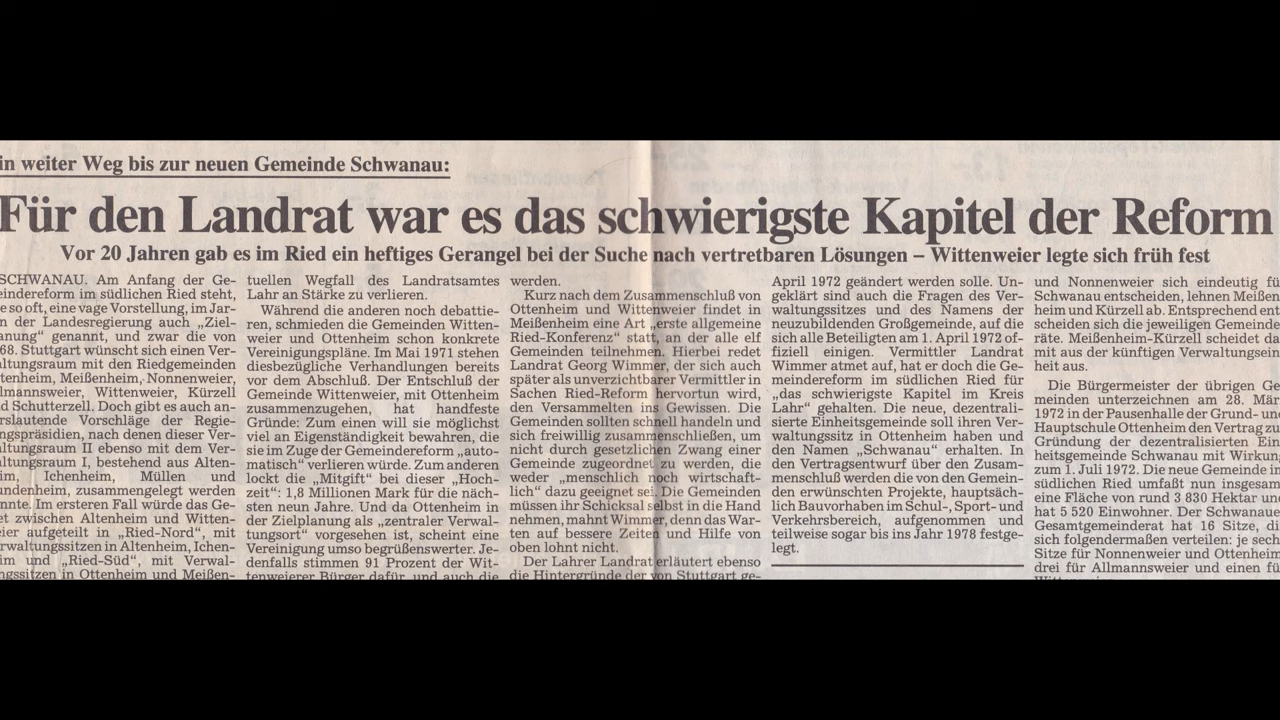 in weiter Weg bis zur neuen Gemeinde Schwanau:
Für den Landrat war es das schwierigste Kapitel der Reform
Vor 20 Jahren gab es im Ried ein heftiges Gerangel bei der Suche nach vertretbaren Lösungen – Wittenweier legte sich früh fest
SCHWANAU. Am Anfang der Ge-
eindereform im südlichen Ried steht,
e so oft, eine vage Vorstellung, im Jar-
n der Landesregierung auch „Ziel-
anung“ genannt, und zwar die von
68. Stuttgart wünscht sich einen Ver-
ltungsraum mit den Riedgemeinden
tenheim, Meißenheim, Nonnenweier,
lmannsweier, Wittenweier, Kürzell
d Schutterzell. Doch gibt es auch an-
rslautende Vorschläge der Regie-
ngspräsidien, nach denen dieser Ver-
altungsraum II ebenso mit dem Ver-
ltungsraum I, bestehend aus Alten-
im, Ichenheim, Müllen und
undenheim, zusammengelegt werden
nnte. Im ersteren Fall würde das Ge-
et zwischen Altenheim und Witten-
eier aufgeteilt in „Ried-Nord“, mit
rwaltungssitzen in Altenheim, Ichen-
im und „Ried-Süd“, mit Verwal-
ngssitzen in Ottenheim und Meißen-
tuellen Wegfall des Landratsamtes
Lahr an Stärke zu verlieren.
Während die anderen noch debattie-
ren, schmieden die Gemeinden Witten-
weier und Ottenheim schon konkrete
Vereinigungspläne. Im Mai 1971 stehen
diesbezügliche Verhandlungen bereits
vor dem Abschluß. Der Entschluß der
Gemeinde Wittenweier, mit Ottenheim
zusammenzugehen, hat handfeste
Gründe: Zum einen will sie möglichst
viel an Eigenständigkeit bewahren, die
sie im Zuge der Gemeindereform „auto-
matisch“ verlieren würde. Zum anderen
lockt die „Mitgift“ bei dieser „Hoch-
zeit“: 1,8 Millionen Mark für die näch-
sten neun Jahre. Und da Ottenheim in
der Zielplanung als „zentraler Verwal-
tungsort“ vorgesehen ist, scheint eine
Vereinigung umso begrüßenswerter. Je-
denfalls stimmen 91 Prozent der Wit-
tenweierer Bürger dafür, und auch die
werden.
Kurz nach dem Zusammenschluß von
Ottenheim und Wittenweier findet in
Meißenheim eine Art „erste allgemeine
Ried-Konferenz“ statt, an der alle elf
Gemeinden teilnehmen. Hierbei redet
Landrat Georg Wimmer, der sich auch
später als unverzichtbarer Vermittler in
Sachen Ried-Reform hervortun wird,
den Versammelten ins Gewissen. Die
Gemeinden sollten schnell handeln und
sich freiwillig zusammenschließen, um
nicht durch gesetzlichen Zwang einer
Gemeinde zugeordnet zu werden, die
weder „menschlich noch wirtschaft-
lich“ dazu geeignet sei. Die Gemeinden
müssen ihr Schicksal selbst in die Hand
nehmen, mahnt Wimmer, denn das War-
ten auf bessere Zeiten und Hilfe von
oben lohnt nicht.
Der Lahrer Landrat erläutert ebenso
die Hintergründe der von Stuttgart ge-
April 1972 geändert werden solle. Un-
geklärt sind auch die Fragen des Ver-
waltungssitzes und des Namens der
neuzubildenden Großgemeinde, auf die
sich alle Beteiligten am 1. April 1972 of-
fiziell einigen. Vermittler Landrat
Wimmer atmet auf, hat er doch die Ge-
meindereform im südlichen Ried für
„das schwierigste Kapitel im Kreis
Lahr“ gehalten. Die neue, dezentrali-
sierte Einheitsgemeinde soll ihren Ver-
waltungssitz in Ottenheim haben und
den Namen „Schwanau“ erhalten. In
den Vertragsentwurf über den Zusam-
menschluß werden die von den Gemein-
den erwünschten Projekte, hauptsäch-
lich Bauvorhaben im Schul-, Sport- und
Verkehrsbereich, aufgenommen und
teilweise sogar bis ins Jahr 1978 festge-
legt.
und Nonnenweier sich eindeutig fü
Schwanau entscheiden, lehnen Meißen
heim und Kürzell ab. Entsprechend ent
scheiden sich die jeweiligen Gemeinde
räte. Meißenheim-Kürzell scheidet da
mit aus der künftigen Verwaltungsein
heit aus.
Die Bürgermeister der übrigen Ge
meinden unterzeichnen am 28. Mär
1972 in der Pausenhalle der Grund- un
Hauptschule Ottenheim den Vertrag zu
Gründung der dezentralisierten Ein
heitsgemeinde Schwanau mit Wirkun
zum 1. Juli 1972. Die neue Gemeinde in
südlichen Ried umfaßt nun insgesam
eine Fläche von rund 3 830 Hektar un
hat 5 520 Einwohner. Der Schwanaue
Gesamtgemeinderat hat 16 Sitze, di
sich folgendermaßen verteilen: je sech
Sitze für Nonnenweier und Ottenheim
drei für Allmannsweier und einen fü